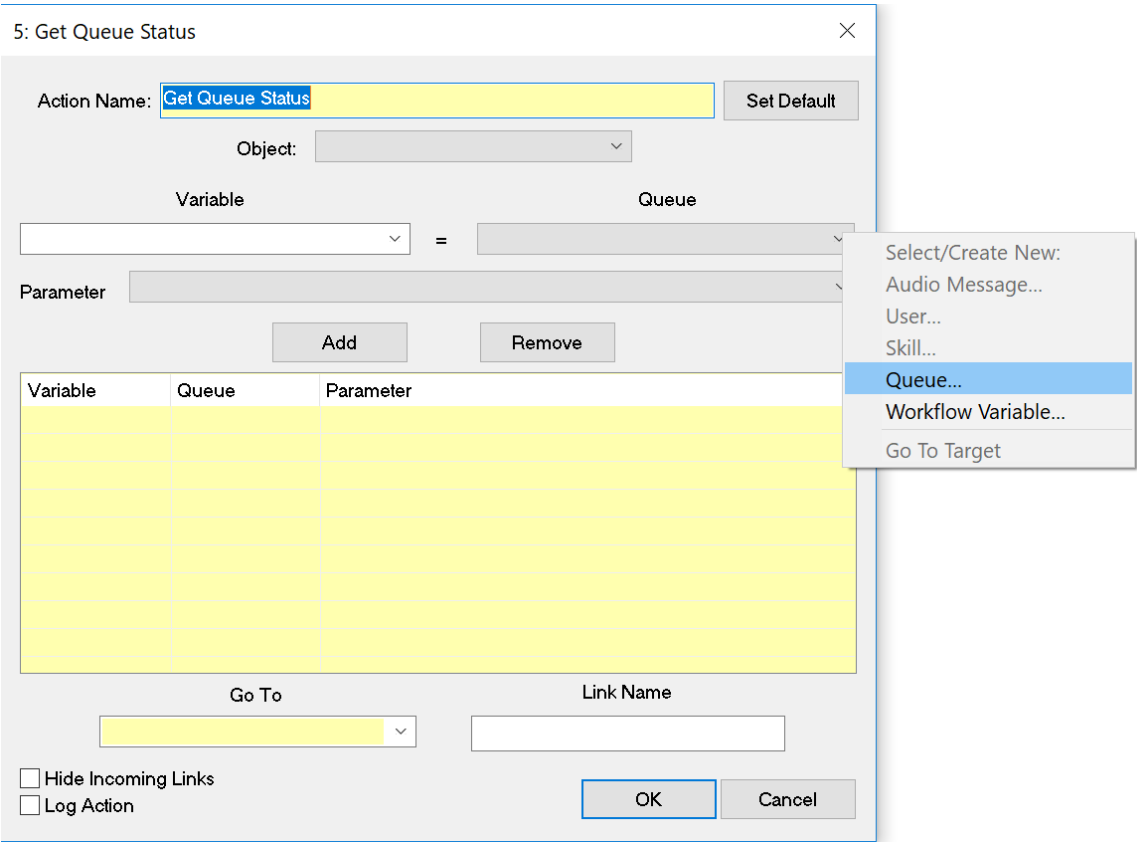 5: Get Queue Status
Action Name: Get Queue Status Set Default
Object:
Variable Queue
=
Select/Create New:
Audio Message...
User...
Skill...
Queue...
Workflow Variable...
Go To Target
Parameter
Add Remove
Variable Queue Parameter
Go To Link Name
Hide Incoming Links
Log Action
OK Cancel